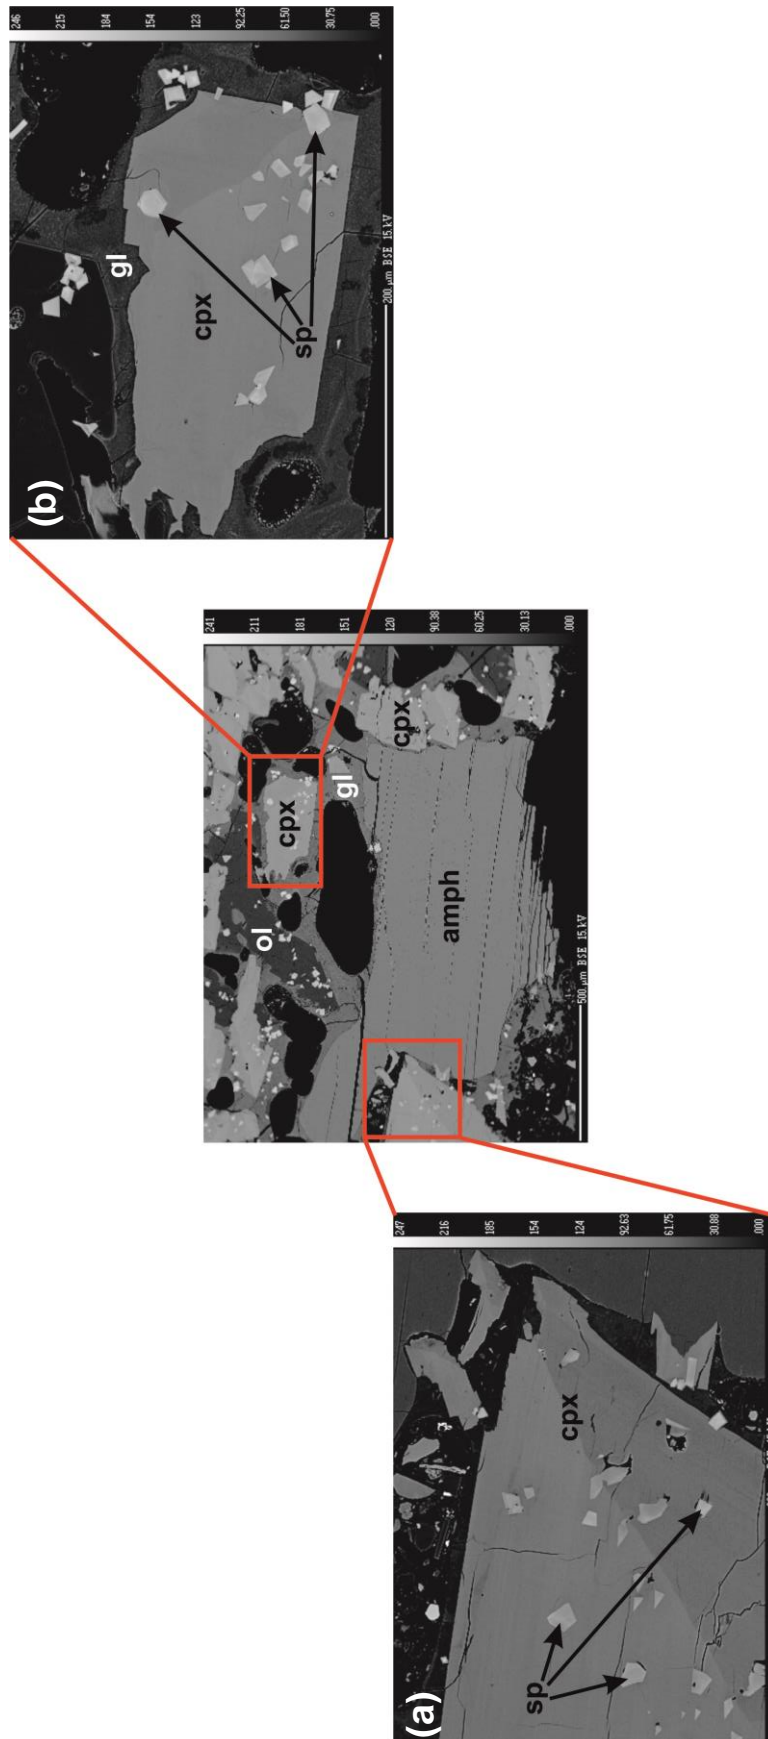 (a)
cpx
sp
247
216
185
154
124
92.63
61.75
30.88
.000
ol
cpx
gl
cpx
amph
241
211
181
151
120
90.38
60.25
30.13
.000
500. µm BSE 15. kV
(b)
gl
cpx
sp
246
215
184
154
92.25
61.50
30.75
.000
200. µm BSE 15. kV